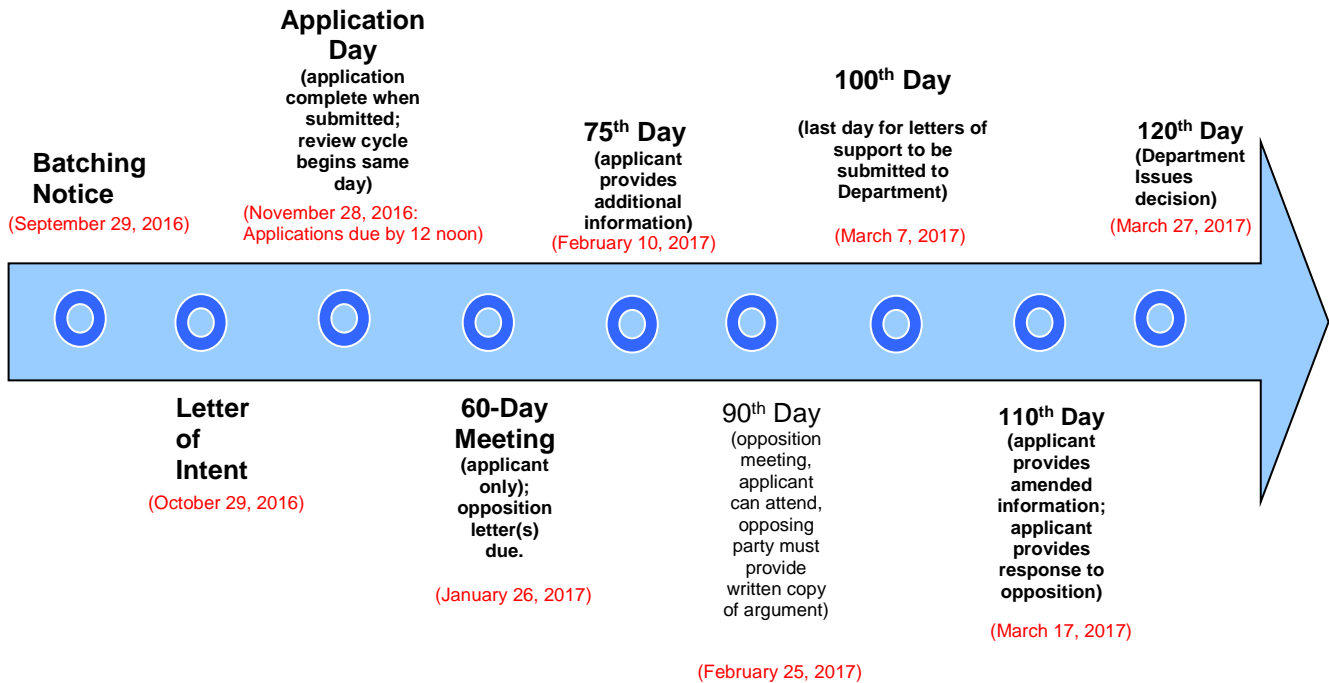 Batching
Notice
(September 29, 2016)
Letter
of
Intent
(October 29, 2016)
Application
Day
(application
complete when
submitted;
review cycle
begins same
day)
(November 28, 2016:
Applications due by 12 noon)
60-Day
Meeting
(applicant
only);
opposition
letter(s)
due.
(January 26, 2017)
75th Day
(applicant
provides
additional
information)
(February 10, 2017)
90th Day
(opposition
meeting,
applicant
can attend,
opposing
party must
provide
written copy
of argument)
(February 25, 2017)
100th Day
(last day for letters of
support to be
submitted to
Department)
(March 7, 2017)
110th Day
(applicant
provides
amended
information;
applicant
provides
response to
opposition)
(March 17, 2017)
120th Day
(Department
Issues
decision)
(March 27, 2017)